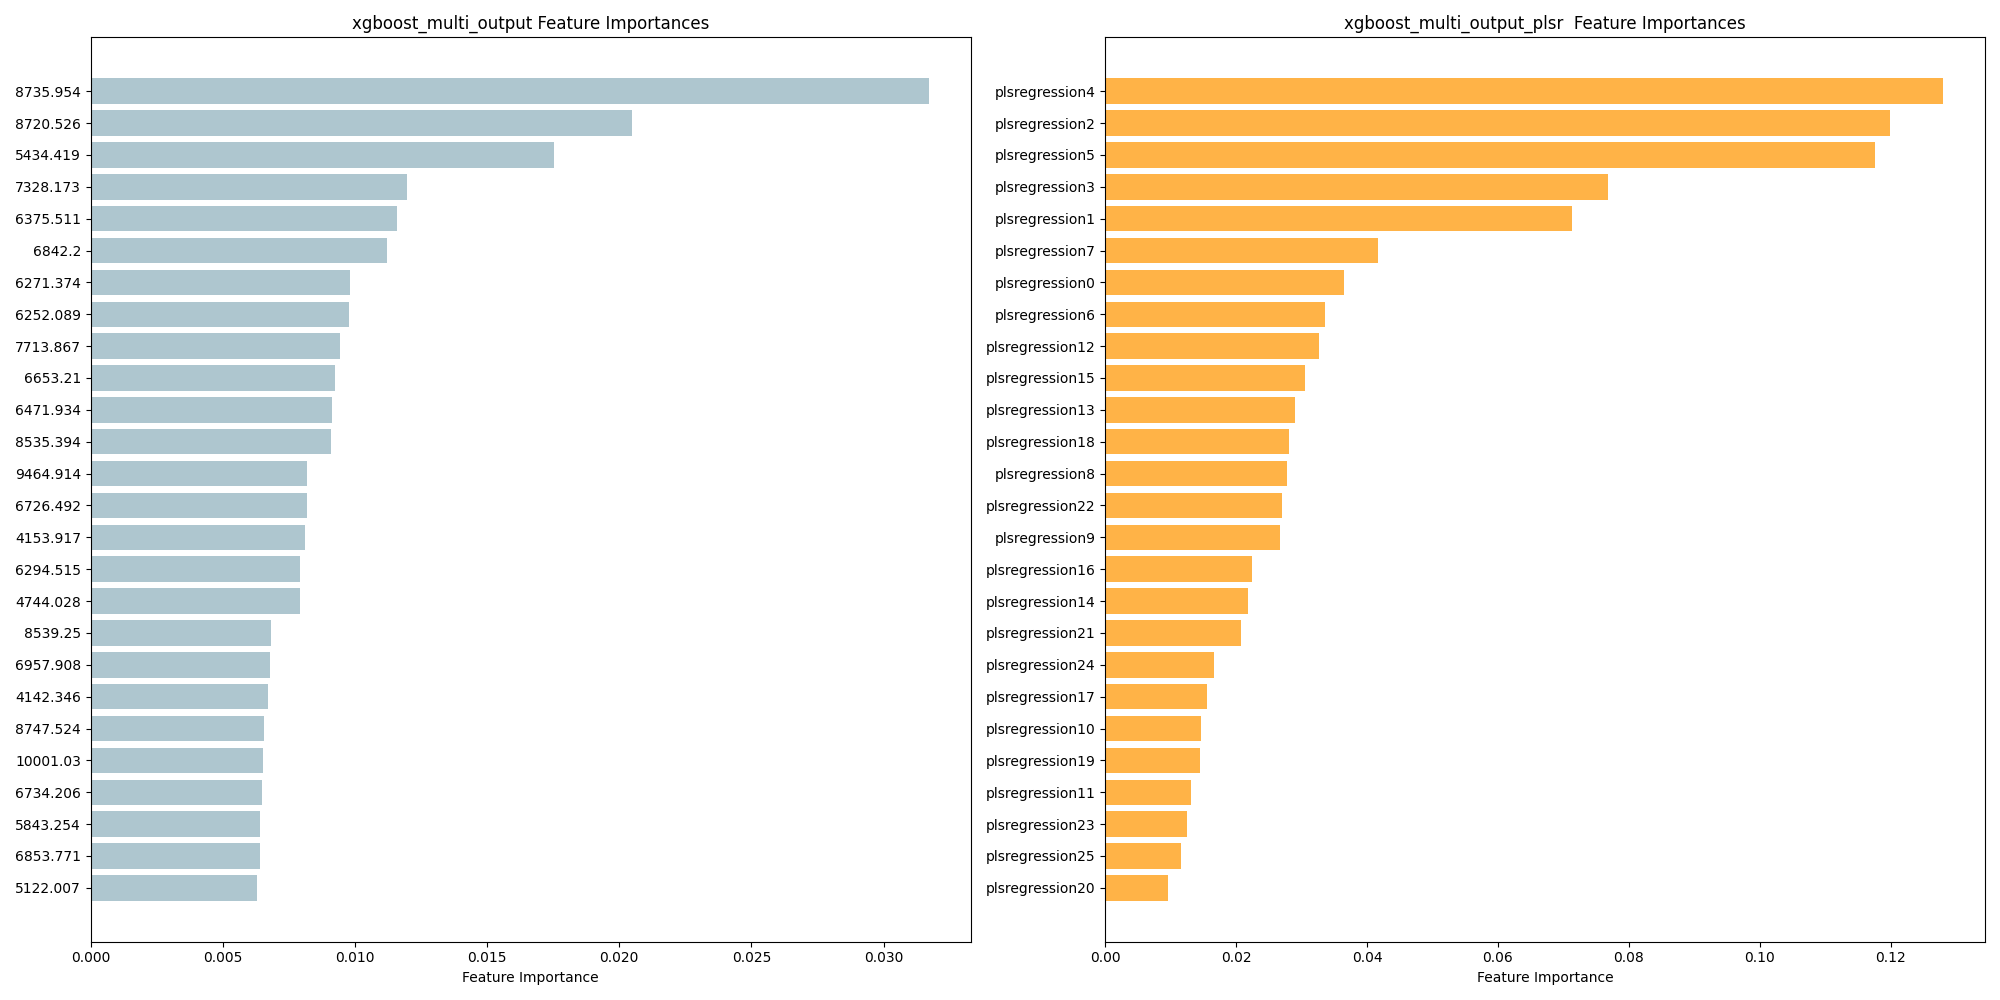 xgboost_multi_output Feature Importances
8735.954
8720.526
5434.419
7328.173
6375.511
6842.2
6271.374
6252.089
7713.867
6653.21
6471.934
8535.394
9464.914
6726.492
4153.917
6294.515
4744.028
8539.25
6957.908
4142.346
8747.524
10001.03
6734.206
5843.254
6853.771
5122.007
0.000 0.005 0.010 0.015 0.020 0.025 0.030
Feature Importance
xgboost_multi_output_plsr  Feature Importances
plsregression4
plsregression2
plsregression5
plsregression3
plsregression1
plsregression7
plsregression0
plsregression6
plsregression12
plsregression15
plsregression13
plsregression18
plsregression8
plsregression22
plsregression9
plsregression16
plsregression14
plsregression21
plsregression24
plsregression17
plsregression10
plsregression19
plsregression11
plsregression23
plsregression25
plsregression20
0.00 0.02 0.04 0.06 0.08 0.10 0.12
Feature Importance